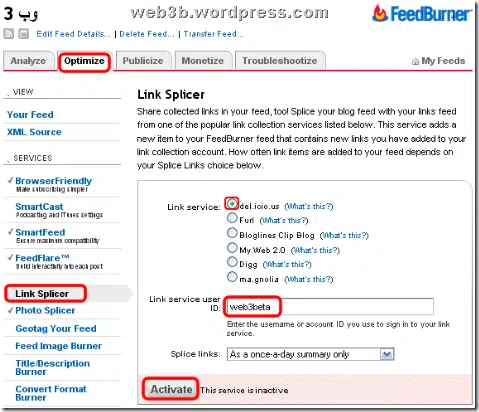 وب 3
web3b.wordpress.com
FeedBurner
Edit Feed Details... | Delete Feed... | Transfer Feed...
Analyze
Optimize
Publicize
Monetize
Troubleshootize
My Feeds
VIEW
Your Feed
XML Source
SERVICES
BrowserFriendly
Make subscribing simpler
SmartCast
Podcasting and iTunes settings
SmartFeed
Ensure maximum compatibility
FeedFlare™
Build interactivity into each post
Link Splicer
Photo Splicer
Geotag Your Feed
Feed Image Burner
Title/Description
Burner
Convert Format
Burner
Link Splicer
Share collected links in your feed, too! Splice your blog feed with your links feed
from one of the popular link collection services listed below. This service adds a
new item to your FeedBurner feed that contains new links you have added to your
link collection account. How often link items are added to your feed depends on
your Splice Links choice below.
Link service:
del.icio.us (What's this?)
Furl (What's this?)
Bloglines Clip Blog (What's this?)
My Web 2.0 (What's this?)
Digg (What's this?)
ma.gnolia (What's this?)
Link service user
ID:
web3beta
Enter the username or account ID you use to sign in to your link
service.
Splice links:
As a once-a-day summary only
Activate
This service is inactive